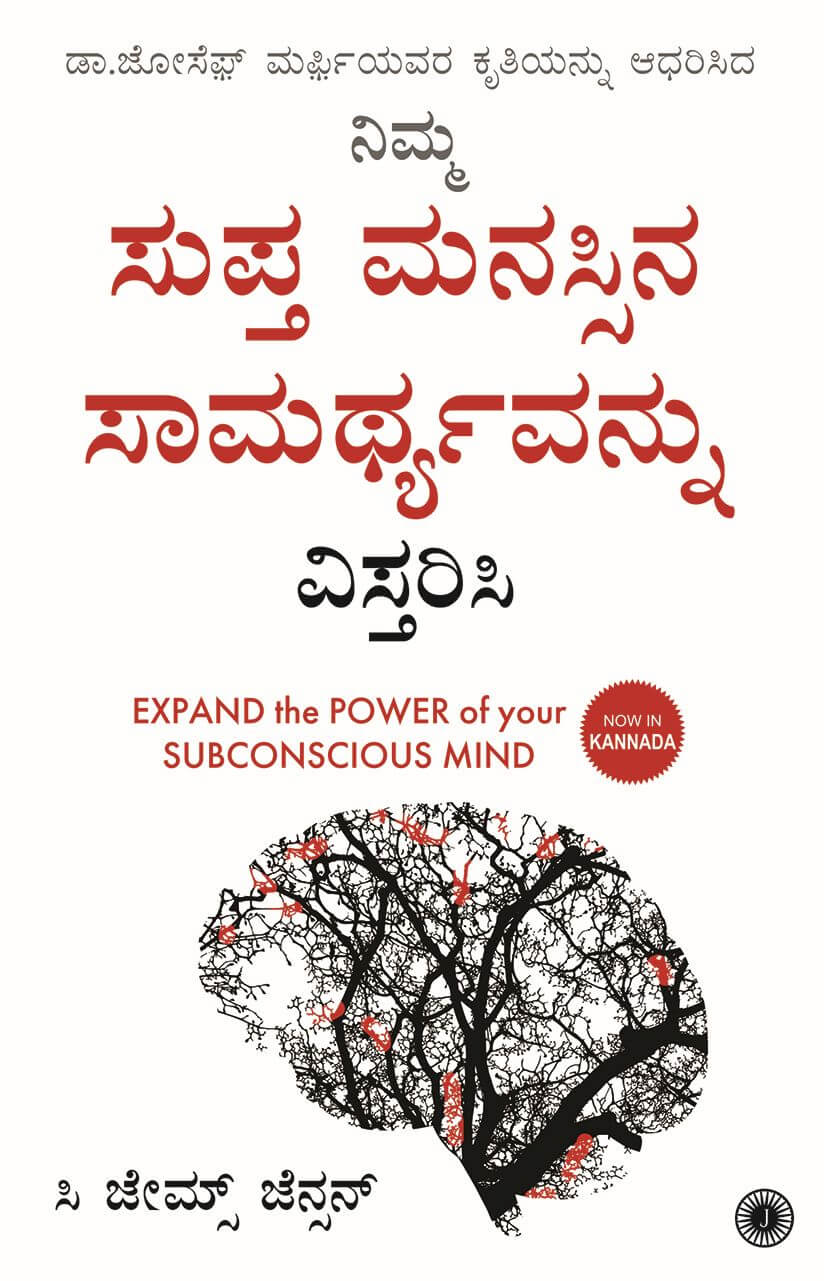 ಡಾ.ಜೋಸೆಫ಼್ ಮರ್ಫಿ಼ಯವರ ಕೃತಿಯನ್ನು ಆಧರಿಸಿದ
ನಿಮ್ಮ
ಸುಪ್ತ ಮನಸ್ಸಿನ
ಸಾಮರ್ಥ್ಯವನ್ನು
ವಿಸ್ತರಿಸಿ
EXPAND the POWER of your
SUBCONSCIOUS MIND
NOW IN
KANNADA
ಸಿ ಜೇಮ್ಸ್ ಜೆನ್ಸನ್
J